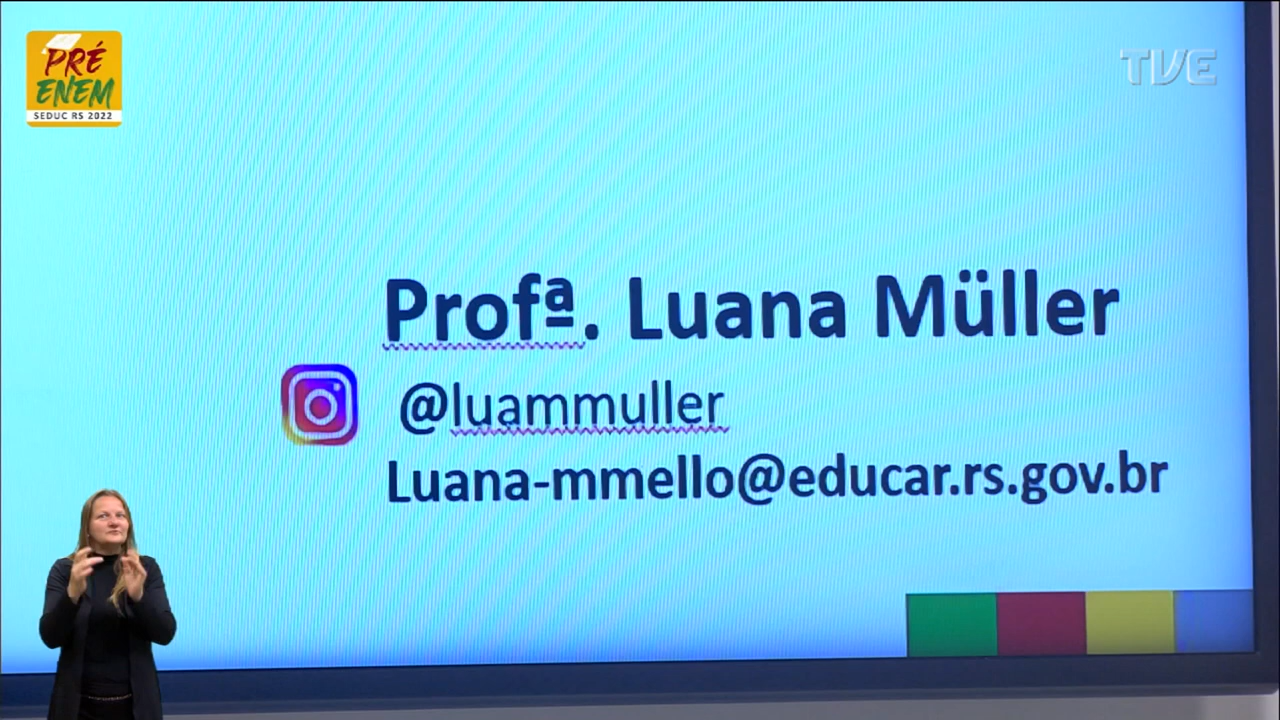 PRÉ
ENEM
SEDUC RS 2022
TVE
Profª. Luana Müller
@luammuller
Luana-mmello@educar.rs.gov.br